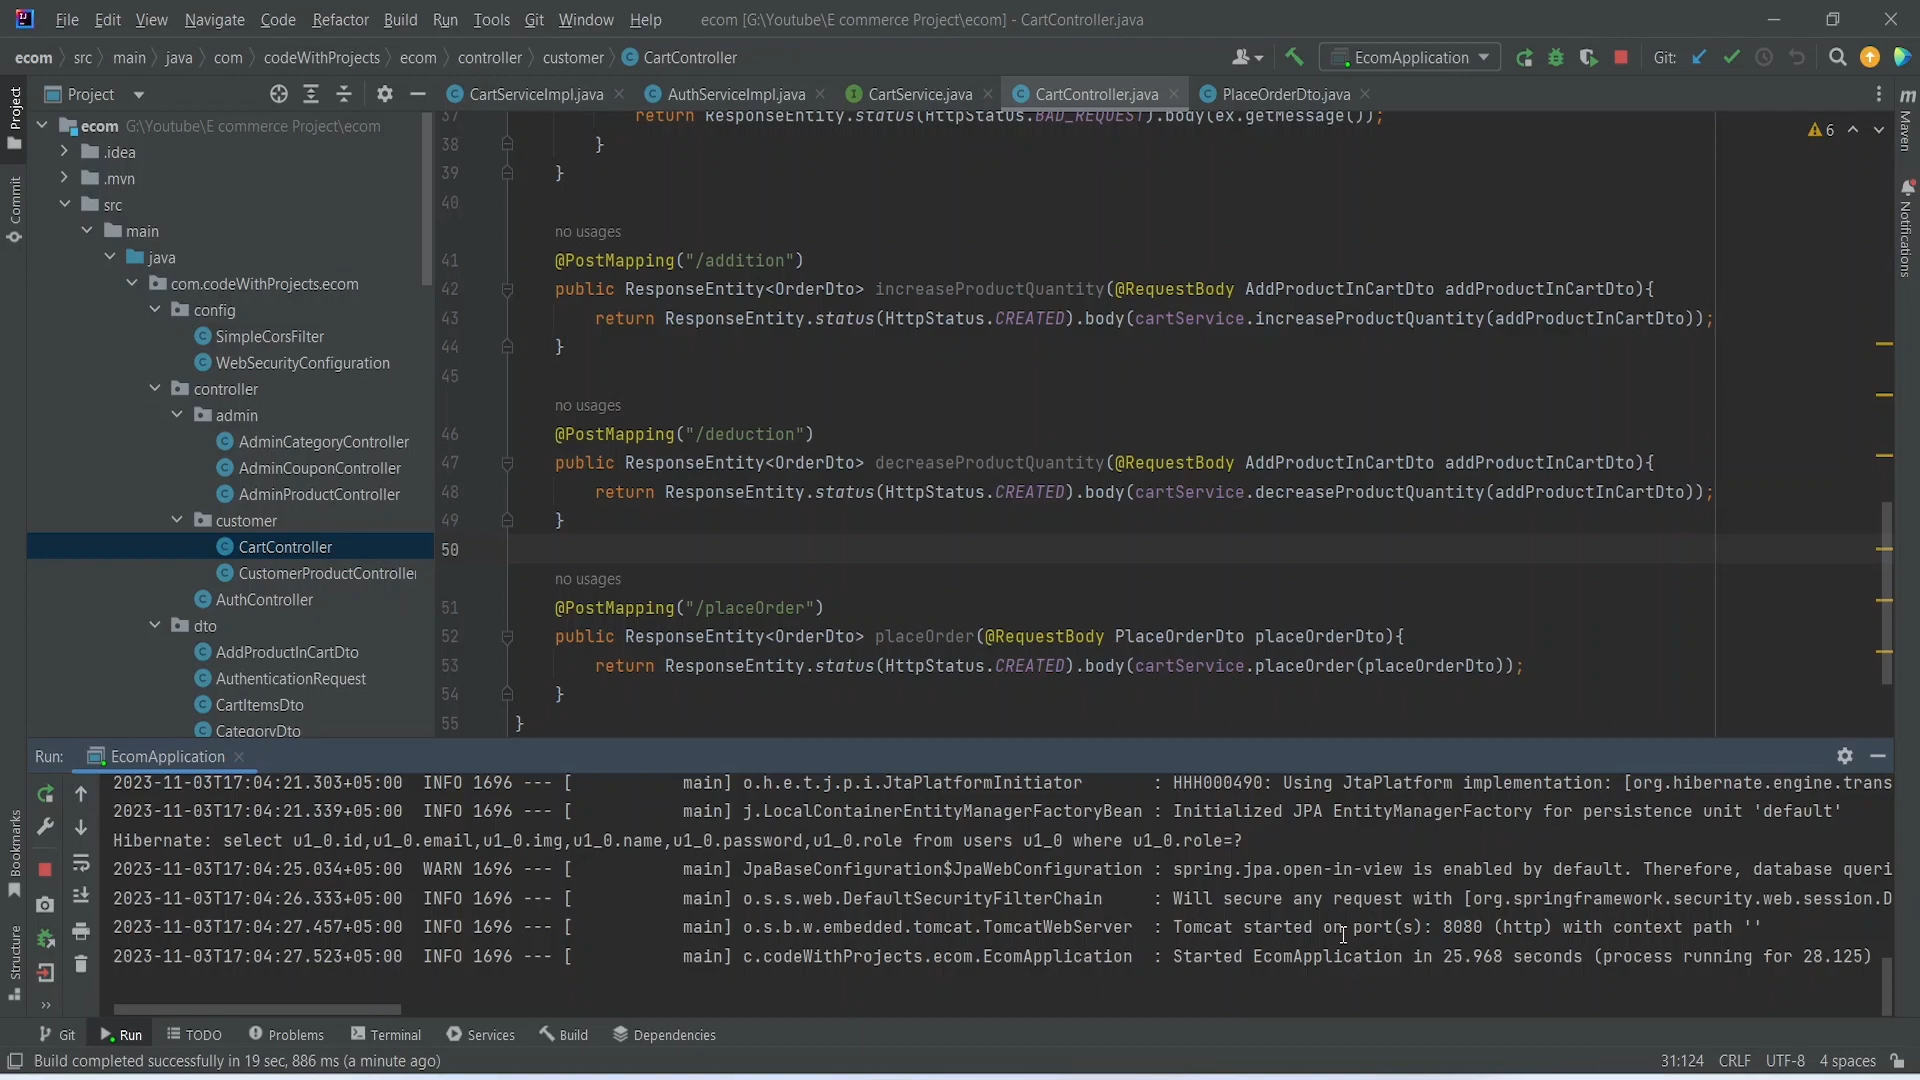 File Edit View Navigate Code Refactor Build Run Tools Git Window Help ecom [G:\Youtube\E commerce Project\ecom] - CartController.java
ecom src main java com codeWithProjects ecom controller customer CartController EcomApplication Git:
Project CartServiceImpl.java AuthServiceImpl.java CartService.java CartController.java PlaceOrderDto.java
ecom G:\Youtube\E commerce Project\ecom
.idea
.mvn
src
main
java
com.codeWithProjects.ecom
config
SimpleCorsFilter
WebSecurityConfiguration
controller
admin
AdminCategoryController
AdminCouponController
AdminProductController
customer
CartController
CustomerProductController
AuthController
dto
AddProductInCartDto
AuthenticationRequest
CartItemsDto
CategoryDto
37 return ResponseEntity.status(HttpStatus.BAD_REQUEST).body(ex.getMessage());
38 }
39 }
40
no usages
41 @PostMapping("/addition")
42 public ResponseEntity<OrderDto> increaseProductQuantity(@RequestBody AddProductInCartDto addProductInCartDto){
43 return ResponseEntity.status(HttpStatus.CREATED).body(cartService.increaseProductQuantity(addProductInCartDto));
44 }
45
no usages
46 @PostMapping("/deduction")
47 public ResponseEntity<OrderDto> decreaseProductQuantity(@RequestBody AddProductInCartDto addProductInCartDto){
48 return ResponseEntity.status(HttpStatus.CREATED).body(cartService.decreaseProductQuantity(addProductInCartDto));
49 }
50
no usages
51 @PostMapping("/placeOrder")
52 public ResponseEntity<OrderDto> placeOrder(@RequestBody PlaceOrderDto placeOrderDto){
53 return ResponseEntity.status(HttpStatus.CREATED).body(cartService.placeOrder(placeOrderDto));
54 }
55 }
6
Project
Commit
Bookmarks
Structure
Maven
Notifications
Run: EcomApplication
2023-11-03T17:04:21.303+05:00 INFO 1696 --- [ main] o.h.e.t.j.p.i.JtaPlatformInitiator : HHH000490: Using JtaPlatform implementation: [org.hibernate.engine.trans
2023-11-03T17:04:21.339+05:00 INFO 1696 --- [ main] j.LocalContainerEntityManagerFactoryBean : Initialized JPA EntityManagerFactory for persistence unit 'default'
Hibernate: select u1_0.id,u1_0.email,u1_0.img,u1_0.name,u1_0.password,u1_0.role from users u1_0 where u1_0.role=?
2023-11-03T17:04:25.034+05:00 WARN 1696 --- [ main] JpaBaseConfiguration$JpaWebConfiguration : spring.jpa.open-in-view is enabled by default. Therefore, database queri
2023-11-03T17:04:26.333+05:00 INFO 1696 --- [ main] o.s.s.web.DefaultSecurityFilterChain : Will secure any request with [org.springframework.security.web.session.D
2023-11-03T17:04:27.457+05:00 INFO 1696 --- [ main] o.s.b.w.embedded.tomcat.TomcatWebServer : Tomcat started on port(s): 8080 (http) with context path ''
2023-11-03T17:04:27.523+05:00 INFO 1696 --- [ main] c.codeWithProjects.ecom.EcomApplication : Started EcomApplication in 25.968 seconds (process running for 28.125)
Git Run TODO Problems Terminal Services Build Dependencies
Build completed successfully in 19 sec, 886 ms (a minute ago) 31:124 CRLF UTF-8 4 spaces